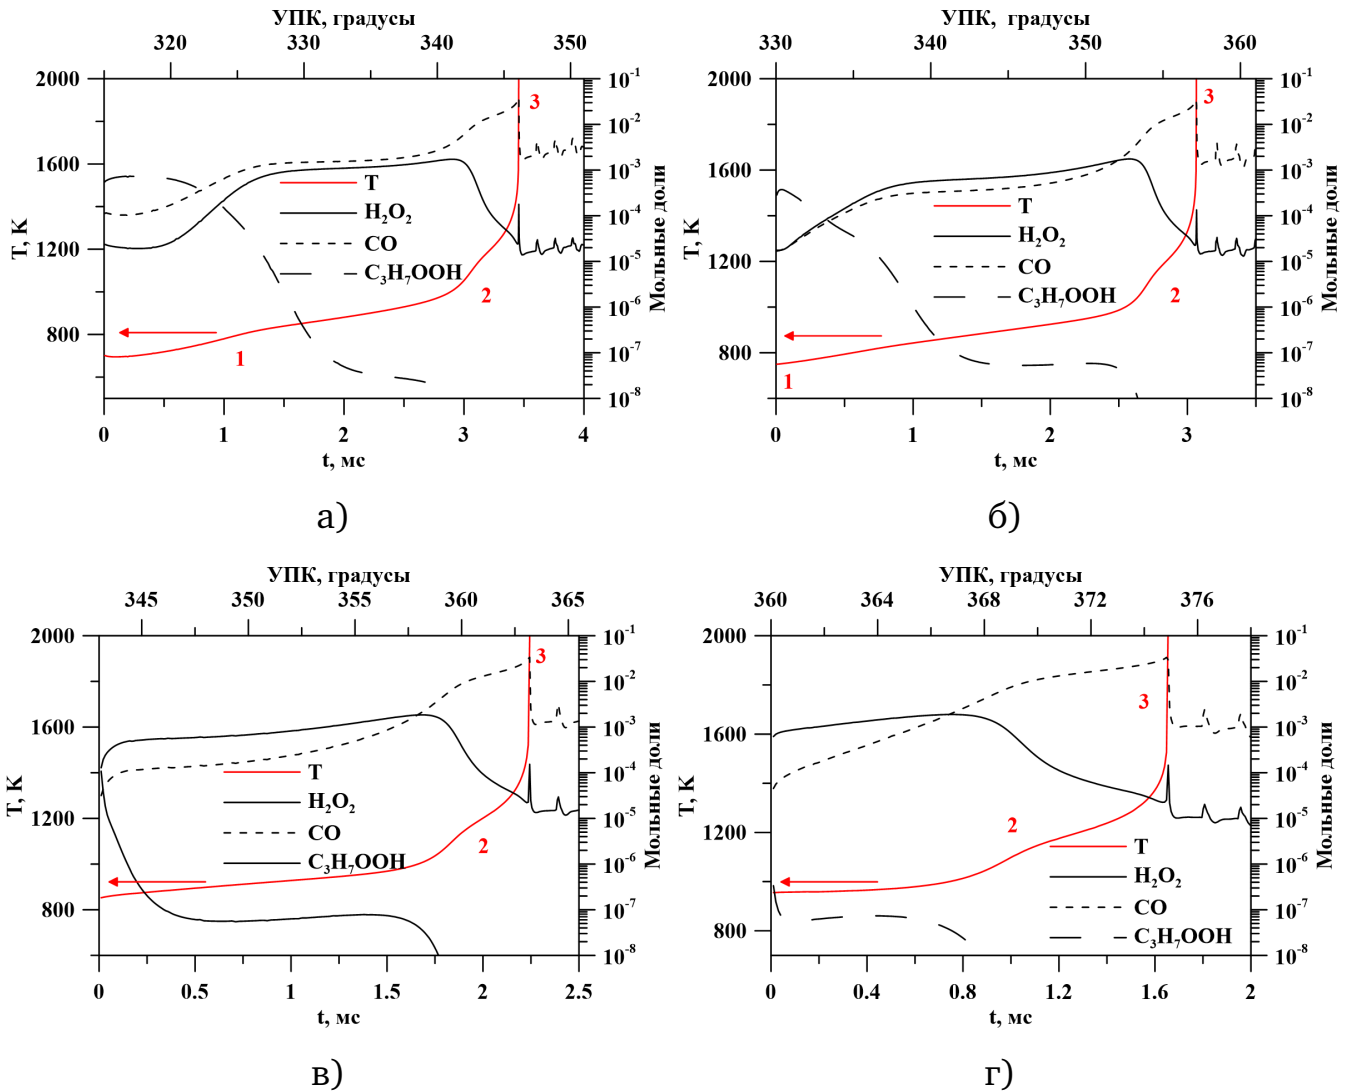 УПК, градусы
320 330 340 350
2000
1600
1200
800
T, K
10-1
10-2
10-3
10-4
10-5
10-6
10-7
10-8
Мольные доли
3
2
1
T
H2O2
CO
C3H7OOH
0 1 2 3 4
t, мс
а)
УПК, градусы
330 340 350 360
2000
1600
1200
800
T, K
10-1
10-2
10-3
10-4
10-5
10-6
10-7
10-8
Мольные доли
3
2
1
T
H2O2
CO
C3H7OOH
0 1 2 3
t, мс
б)
УПК, градусы
345 350 355 360 365
2000
1600
1200
800
T, K
10-1
10-2
10-3
10-4
10-5
10-6
10-7
10-8
Мольные доли
3
2
T
H2O2
CO
C3H7OOH
0 0.5 1 1.5 2 2.5
t, мс
в)
УПК, градусы
360 364 368 372 376
2000
1600
1200
800
T, K
10-1
10-2
10-3
10-4
10-5
10-6
10-7
10-8
Мольные доли
3
2
T
H2O2
CO
C3H7OOH
0 0.4 0.8 1.2 1.6 2
t, мс
г)